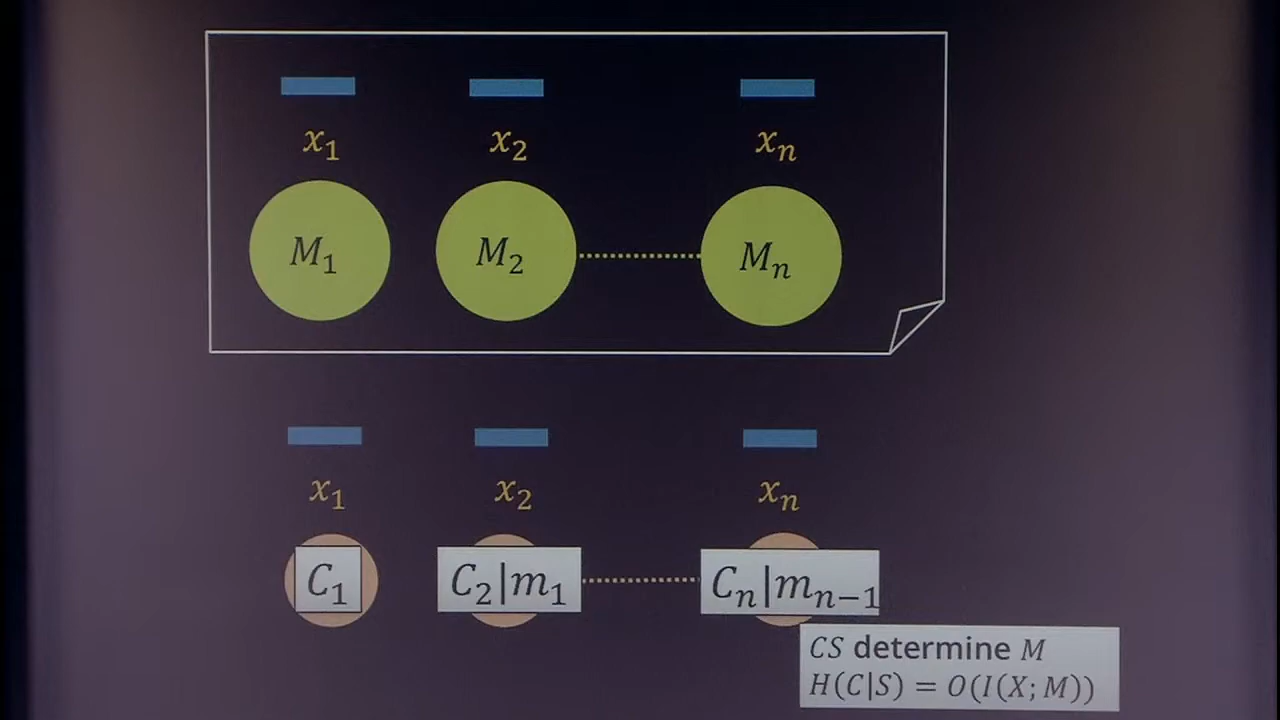 x₁ x₂ xₙ
M₁ M₂ Mₙ
x₁ x₂ xₙ
C₁ C₂|m₁ Cₙ|mₙ₋₁
CS determine M
H(C|S) = O(I(X;M))